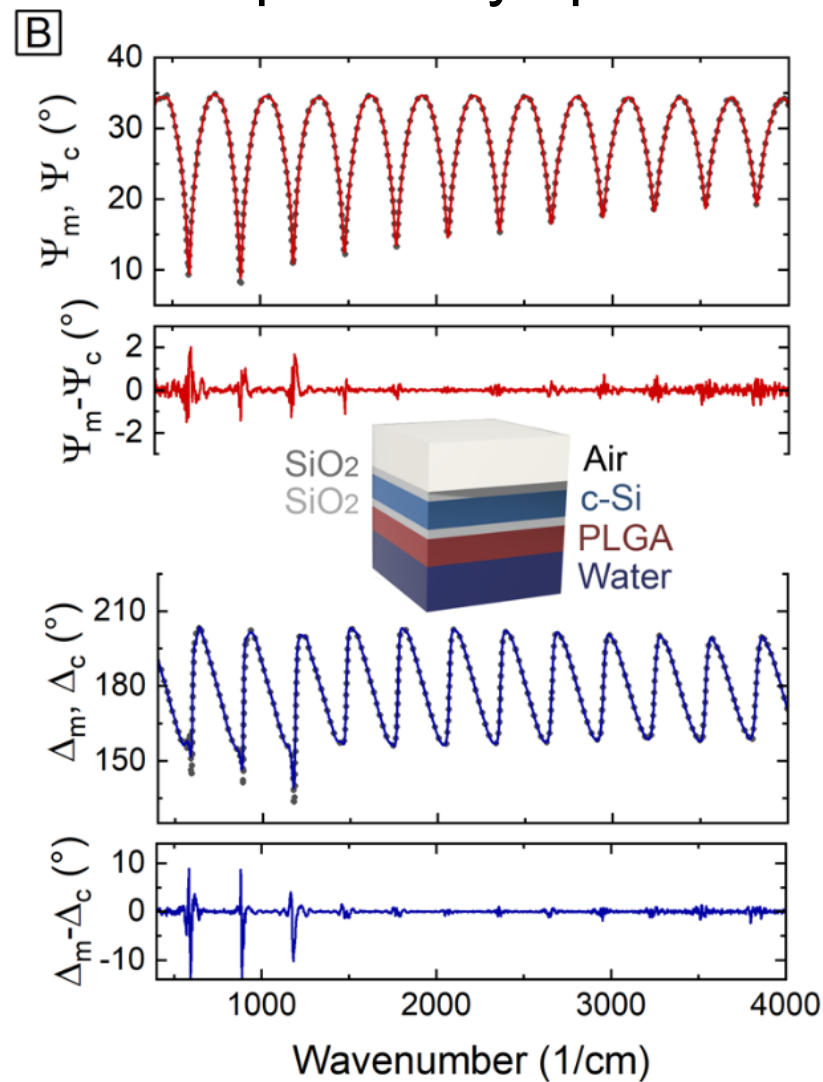 B
40
30
20
10
Ψm, Ψc (°)
2
0
-2
Ψm-Ψc (°)
SiO2
SiO2
Air
c-Si
PLGA
Water
210
180
150
Δm, Δc (°)
10
0
-10
Δm-Δc (°)
1000 2000 3000 4000
Wavenumber (1/cm)